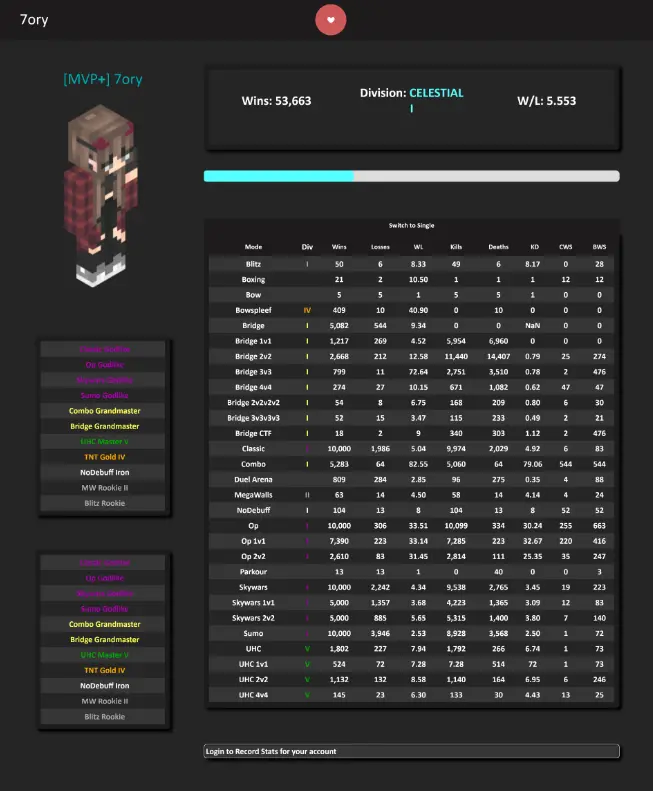 7ory
[MVP+] 7ory
Wins: 53,663
Division: CELESTIAL
I
W/L: 5.553
Switch to Single
Mode Div Wins Losses WL Kills Deaths KD CWS BWS
Blitz I 50 6 8.33 49 6 8.17 0 28
Boxing 21 2 10.50 1 1 1 12 12
Bow 5 5 1 5 5 1 0 0
Bowspleef IV 409 10 40.90 0 10 0 0 0
Bridge I 5,082 544 9.34 0 0 NaN 0 0
Bridge 1v1 I 1,217 269 4.52 5,954 6,960 0 0
Bridge 2v2 I 2,668 212 12.58 11,440 14,407 0.79 25 274
Bridge 3v3 I 799 11 72.64 2,751 3,510 0.78 2 476
Bridge 4v4 I 274 27 10.15 671 1,082 0.62 47 47
Bridge 2v2v2v2 I 54 8 6.75 168 209 0.80 6 30
Bridge 3v3v3v3 I 52 15 3.47 115 233 0.49 2 21
Bridge CTF I 18 2 9 340 303 1.12 2 476
Classic I 10,000 1,986 5.04 9,974 2,029 4.92 6 83
Combo I 5,283 64 82.55 5,060 64 79.06 544 544
Duel Arena 809 284 2.85 96 275 0.35 4 88
MegaWalls II 63 14 4.50 58 14 4.14 4 24
NoDebuff I 104 13 8 104 13 8 52 52
Op I 10,000 306 33.51 10,099 334 30.24 255 663
Op 1v1 I 7,390 223 33.14 7,285 223 32.67 220 416
Op 2v2 I 2,610 83 31.45 2,814 111 25.35 35 247
Parkour 13 13 1 0 40 0 0 3
Skywars I 10,000 2,242 4.34 9,538 2,765 3.45 19 223
Skywars 1v1 I 5,000 1,357 3.68 4,223 1,365 3.09 12 83
Skywars 2v2 I 5,000 885 5.65 5,315 1,400 3.80 7 140
Sumo I 10,000 3,946 2.53 8,928 3,568 2.50 1 72
UHC V 1,802 227 7.94 1,792 266 6.74 1 73
UHC 1v1 V 524 72 7.28 7.28 514 72 1 73
UHC 2v2 V 1,132 132 8.58 1,140 164 6.95 6 246
UHC 4v4 V 145 23 6.30 133 30 4.43 13 25
Op Godlike
Sumo Godlike
Combo Grandmaster
Bridge Grandmaster
UHC Master V
TNT Gold IV
NoDebuff Iron
MW Rookie II
Blitz Rookie
Op Godlike
Sumo Godlike
Combo Grandmaster
Bridge Grandmaster
UHC Master V
TNT Gold IV
NoDebuff Iron
MW Rookie II
Blitz Rookie
Login to Record Stats for your account